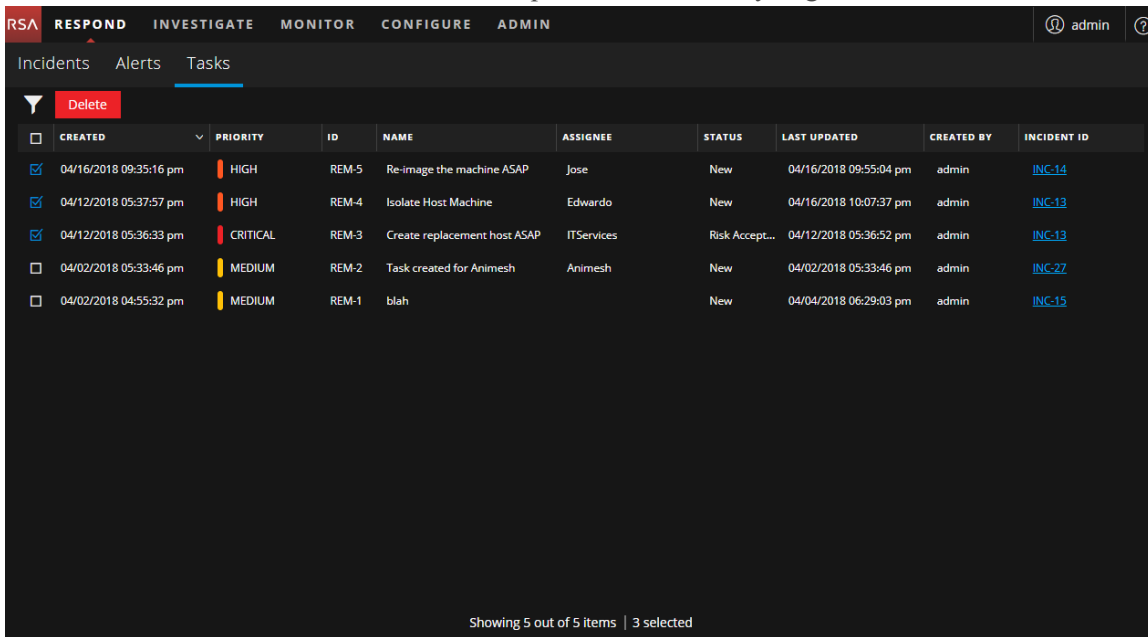 RSA RESPOND INVESTIGATE MONITOR CONFIGURE ADMIN admin ?
Incidents Alerts Tasks
Delete
CREATED PRIORITY ID NAME ASSIGNEE STATUS LAST UPDATED CREATED BY INCIDENT ID
04/16/2018 09:35:16 pm HIGH REM-5 Re-image the machine ASAP Jose New 04/16/2018 09:55:04 pm admin INC-14
04/12/2018 05:37:57 pm HIGH REM-4 Isolate Host Machine Edwardo New 04/16/2018 10:07:37 pm admin INC-13
04/12/2018 05:36:33 pm CRITICAL REM-3 Create replacement host ASAP ITServices Risk Accept... 04/12/2018 05:36:52 pm admin INC-13
04/02/2018 05:33:46 pm MEDIUM REM-2 Task created for Animesh Animesh New 04/02/2018 05:33:46 pm admin INC-27
04/02/2018 04:55:32 pm MEDIUM REM-1 blah New 04/04/2018 06:29:03 pm admin INC-15
Showing 5 out of 5 items | 3 selected